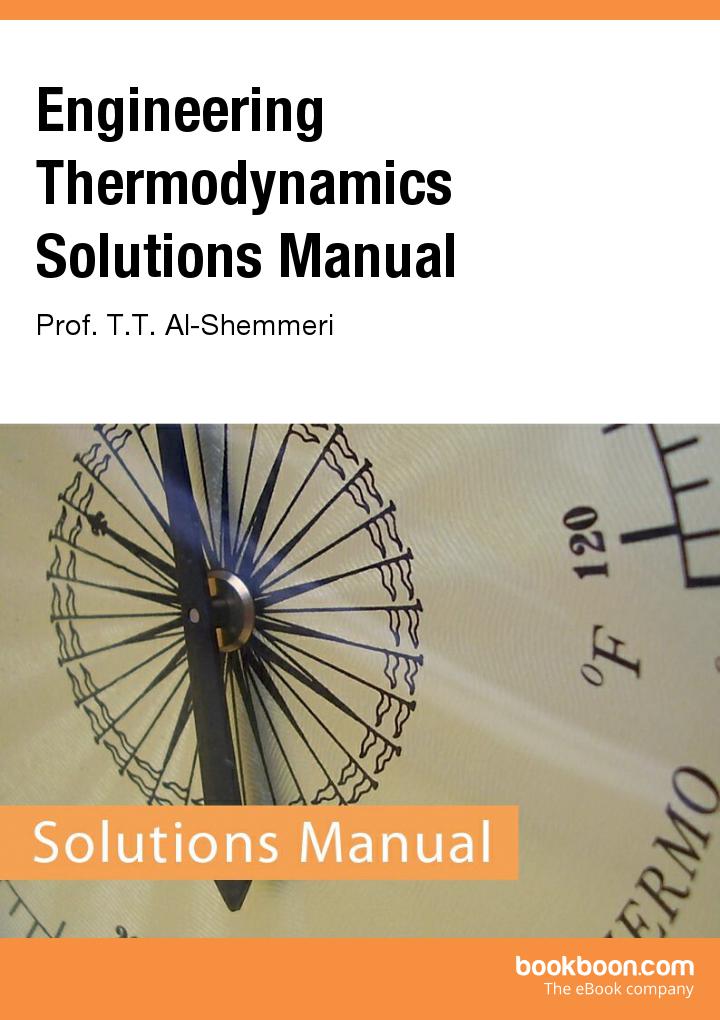 Engineering
Thermodynamics
Solutions Manual
Prof. T.T. Al-Shemmeri
120
°F
ERMO
Solutions Manual
bookboon.com
The eBook company